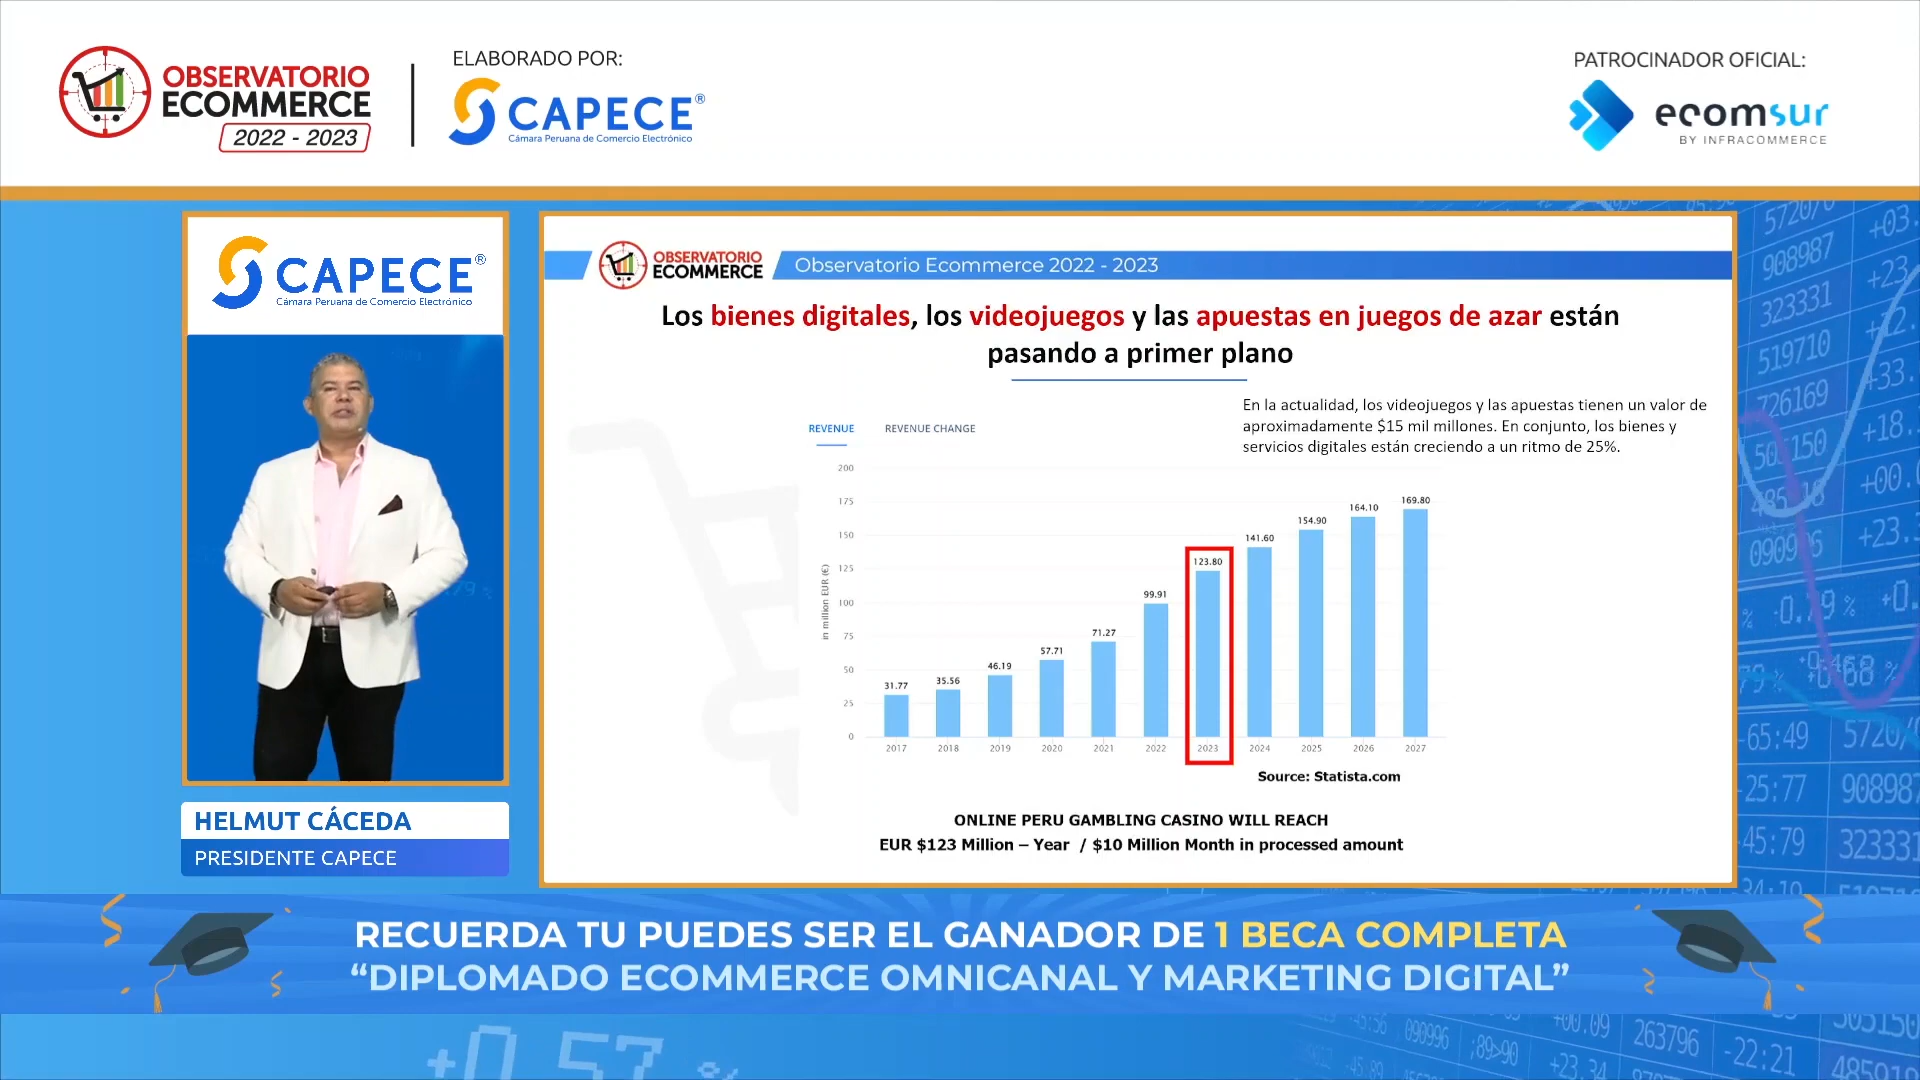 OBSERVATORIO
ECOMMERCE
2022 - 2023
ELABORADO POR:
CAPECE®
Cámara Peruana de Comercio Electrónico
PATROCINADOR OFICIAL:
ecomsur
BY INFRACOMMERCE
CAPECE®
Cámara Peruana de Comercio Electrónico
HELMUT CÁCEDA
PRESIDENTE CAPECE
OBSERVATORIO
ECOMMERCE
Observatorio Ecommerce 2022 - 2023
Los bienes digitales, los videojuegos y las apuestas en juegos de azar están
pasando a primer plano
En la actualidad, los videojuegos y las apuestas tienen un valor de
aproximadamente $15 mil millones. En conjunto, los bienes y
servicios digitales están creciendo a un ritmo de 25%.
REVENUE REVENUE CHANGE
in million EUR (€)
200
175
150
125
100
75
50
25
0
31.77 35.56 46.19 57.71 71.27 99.91 123.80 141.60 154.90 164.10 169.80
2017 2018 2019 2020 2021 2022 2023 2024 2025 2026 2027
Source: Statista.com
ONLINE PERU GAMBLING CASINO WILL REACH
EUR $123 Million – Year / $10 Million Month in processed amount
RECUERDA TU PUEDES SER EL GANADOR DE 1 BECA COMPLETA
“DIPLOMADO ECOMMERCE OMNICANAL Y MARKETING DIGITAL”